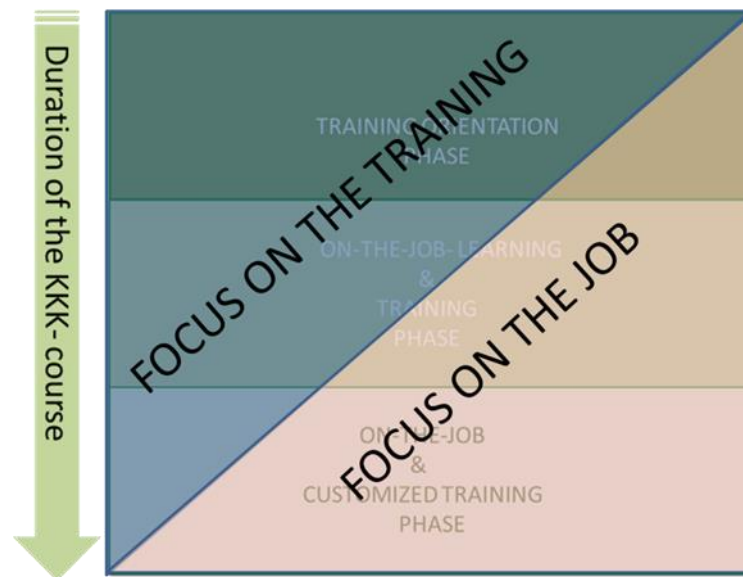 Duration of the KKK- course
FOCUS ON THE TRAINING
TRAINING ORIENTATION
PHASE
ON-THE-JOB- LEARNING
&
TRAINING
PHASE
FOCUS ON THE JOB
ON-THE-JOB
&
CUSTOMIZED TRAINING
PHASE